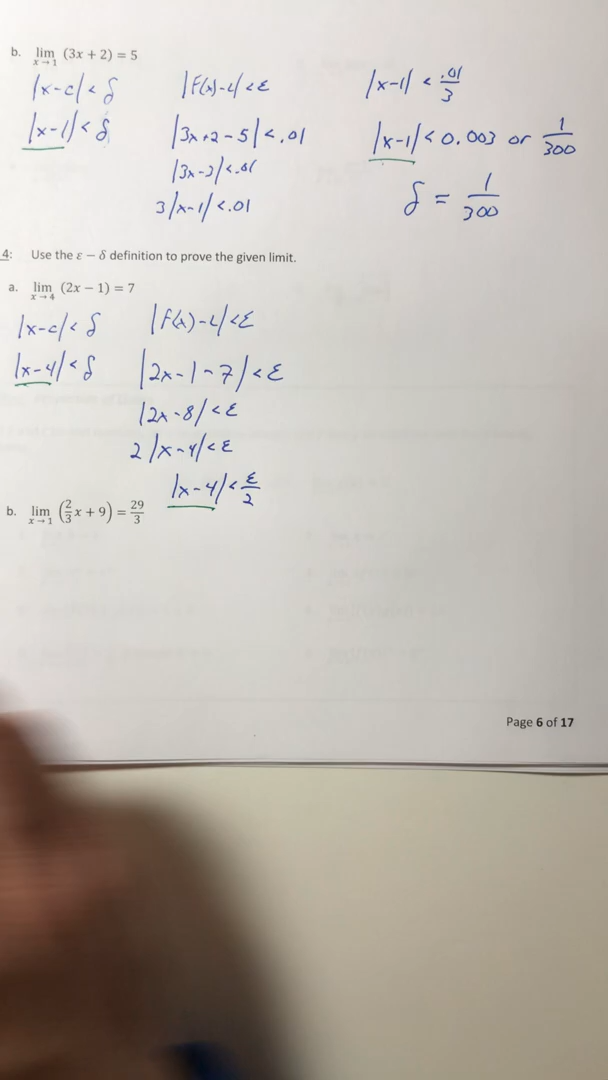 b. lim x→1 (3x + 2) = 5
|x-c| < δ
|F(x)-L| < ε
|x-1| < .01/3
|x-1| < δ
|3x+2-5| < .01
|x-1| < 0.003 or 1/300
|3x-3| < .01
3|x-1| < .01
δ = 1/300
4: Use the ε − δ definition to prove the given limit.
a. lim x→4 (2x − 1) = 7
|x-c| < δ
|F(x)-L| < ε
|x-4| < δ
|2x-1-7| < ε
|2x-8| < ε
2|x-4| < ε
|x-4| < ε/2
b. lim x→1 (2/3 x + 9) = 29/3
Page 6 of 17